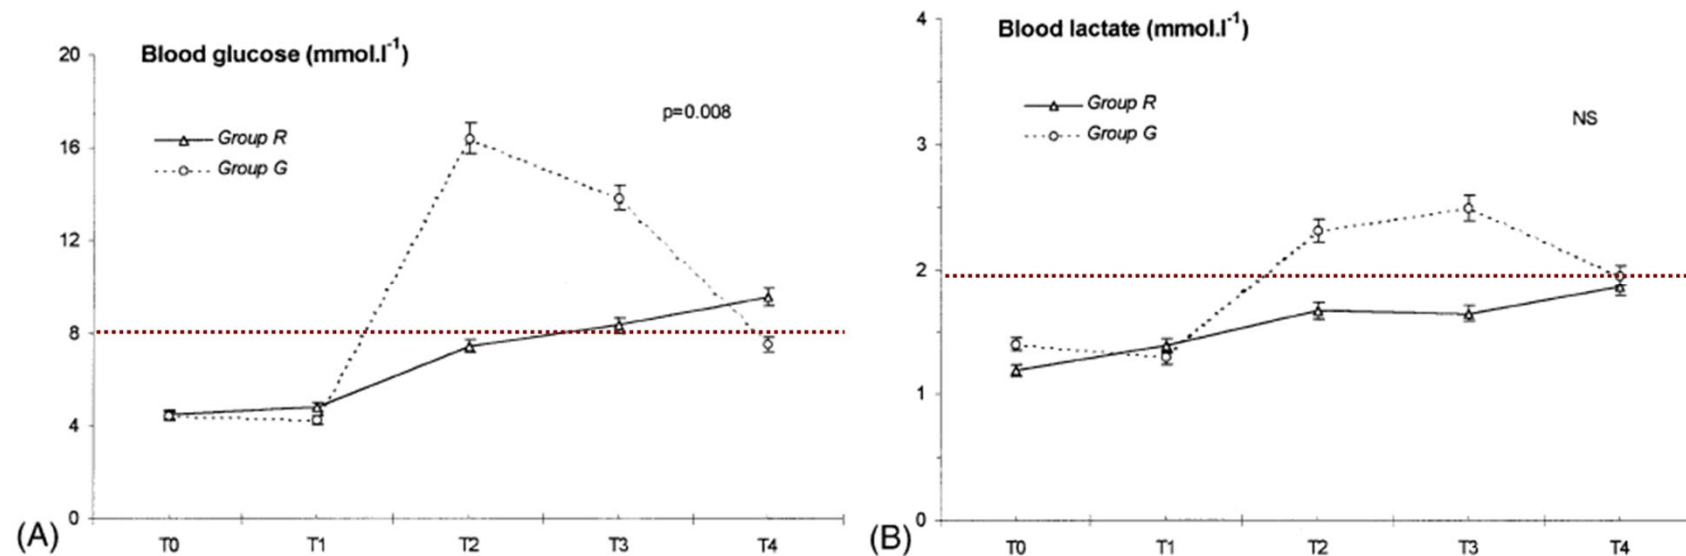 Blood glucose (mmol.l-1)
20
16
12
8
4
0
Group R
Group G
p=0.008
T0 T1 T2 T3 T4
(A)
Blood lactate (mmol.l-1)
4
3
2
1
0
Group R
Group G
NS
T0 T1 T2 T3 T4
(B)